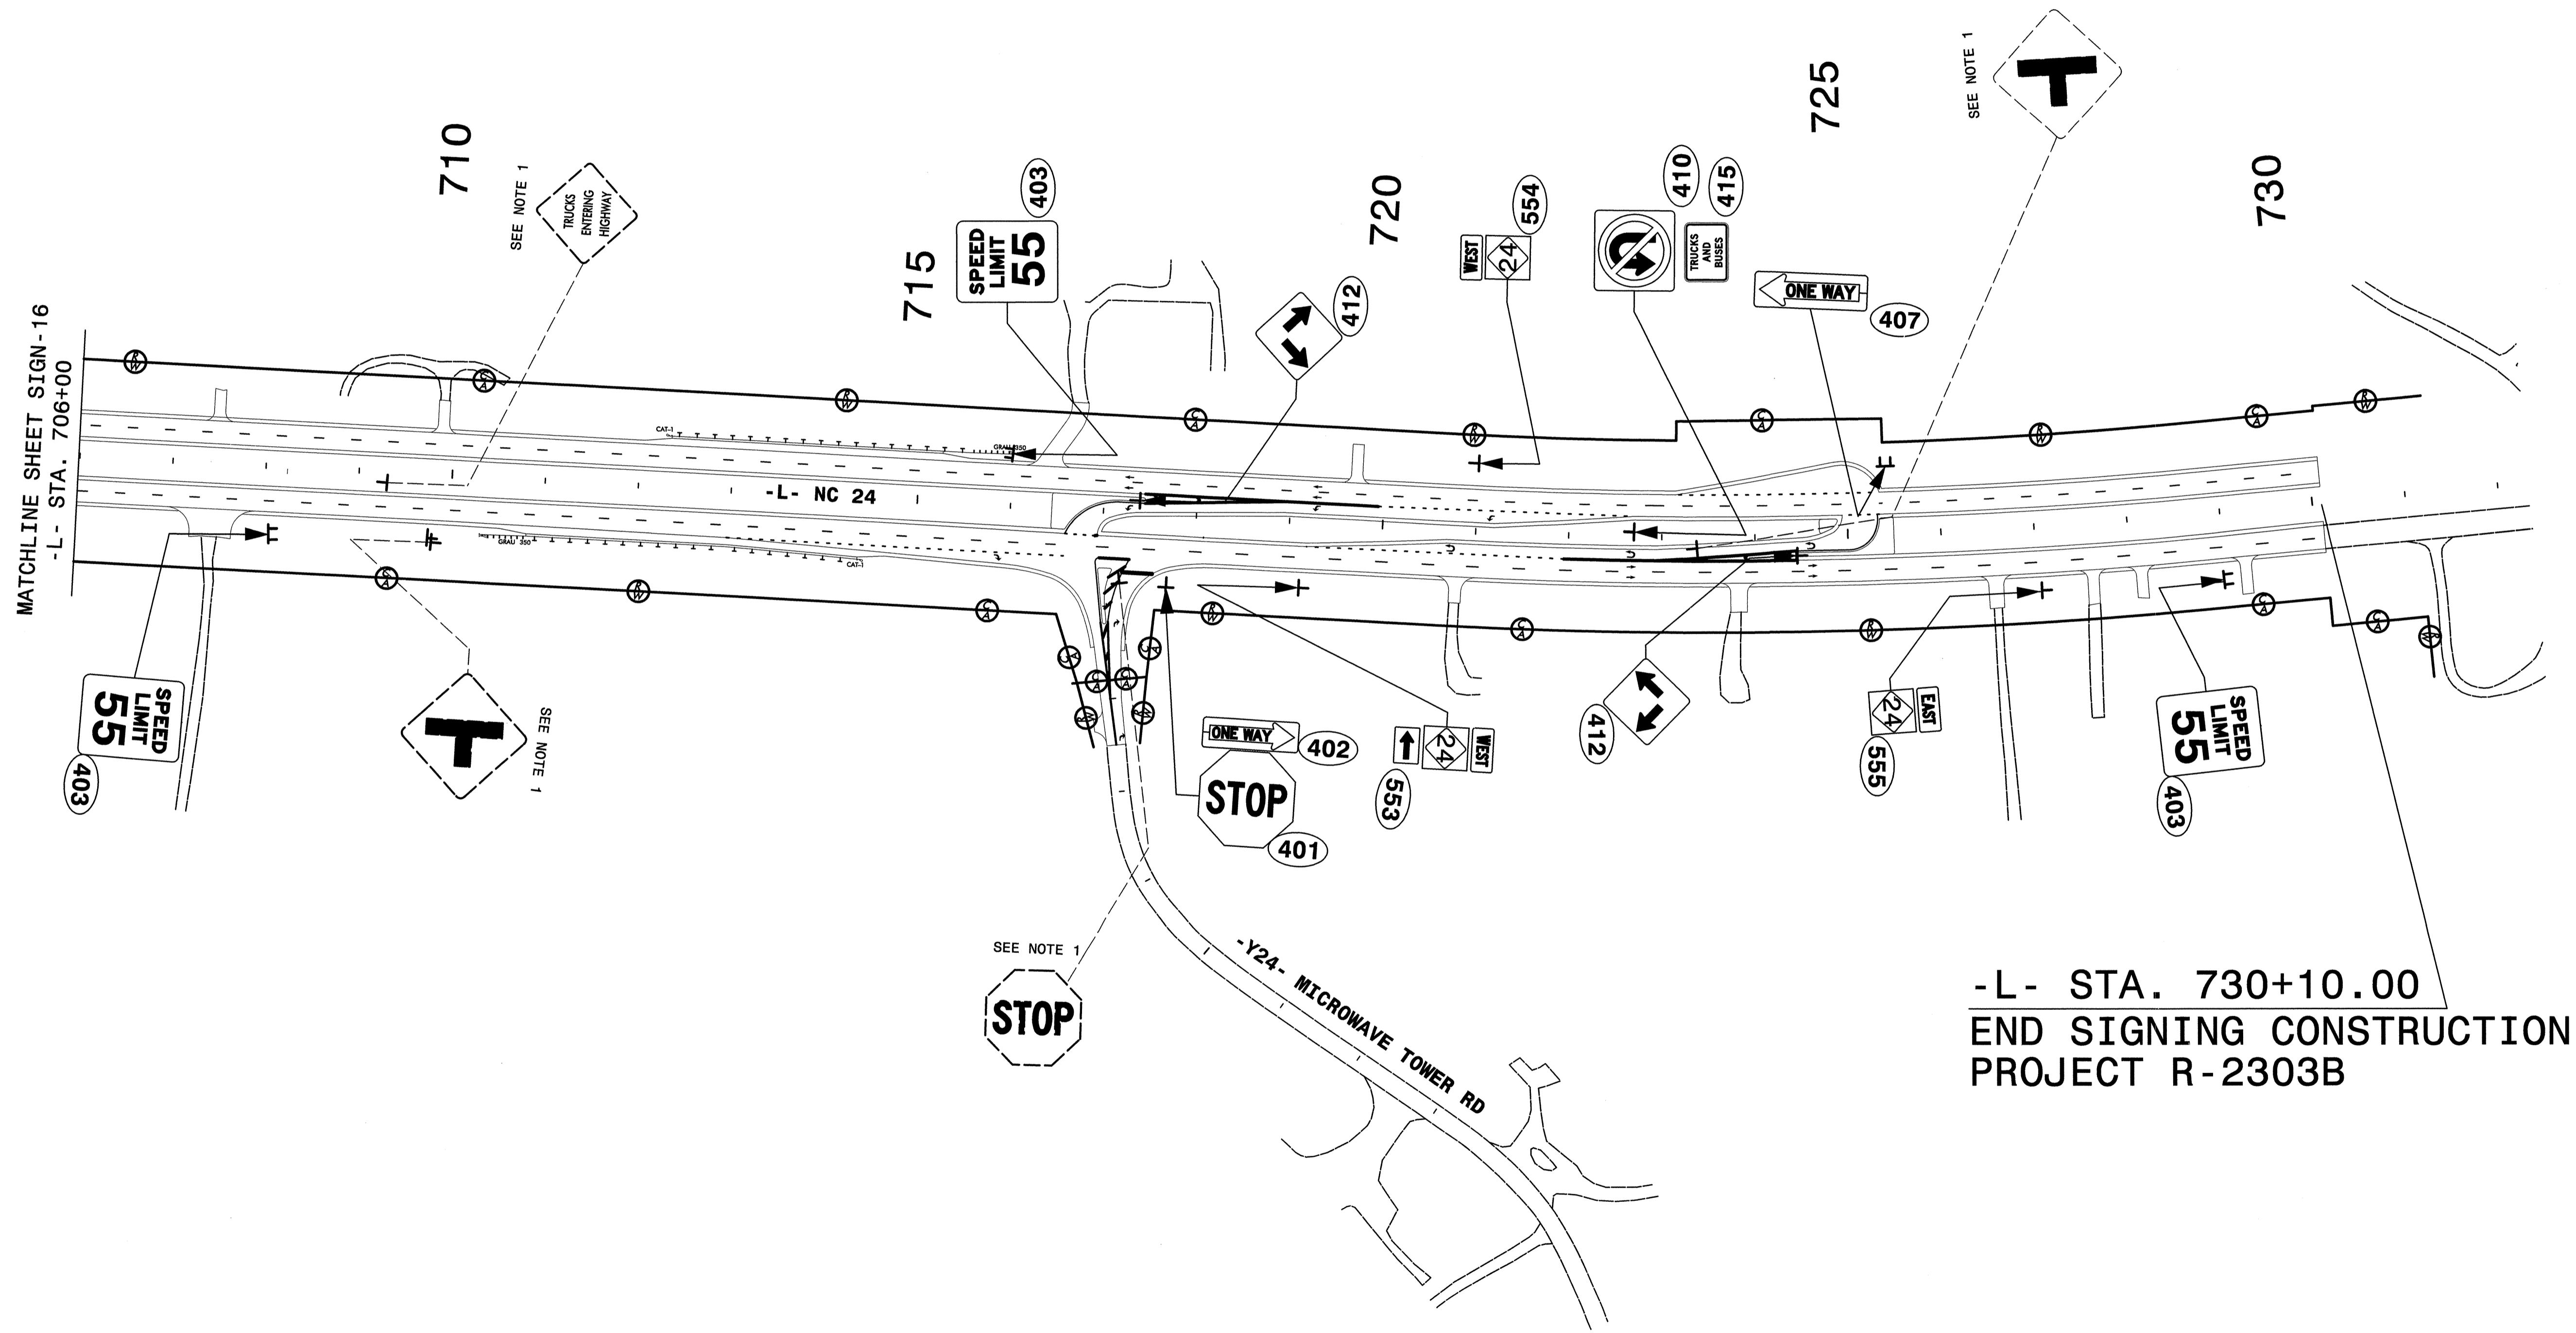 MATCHLINE SHEET SIGN-16
-L- STA. 706+00
710
SEE NOTE 1
TRUCKS
ENTERING
HIGHWAY
715
SPEED
LIMIT
55
403
412
720
WEST
24
554
410
415
TRUCKS
AND
BUSES
ONE WAY
407
725
SEE NOTE 1
730
R/W
C/A
R/W
C/A
R/W
C/A
R/W
C/A
R/W
CAT-1
GRAU 350
-L- NC 24
GRAU 350
CAT-1
C/A
R/W
C/A
R/W
C/A
R/W
C/A
C/A
R/W
C/A
C/A
C/A
C/A
R/W
R/W
SPEED
LIMIT
55
403
SEE NOTE 1
ONE WAY
402
STOP
401
WEST
24
553
412
EAST
24
555
SPEED
LIMIT
55
403
SEE NOTE 1
STOP
-Y24- MICROWAVE TOWER RD
-L- STA. 730+10.00
END SIGNING CONSTRUCTION
PROJECT R-2303B